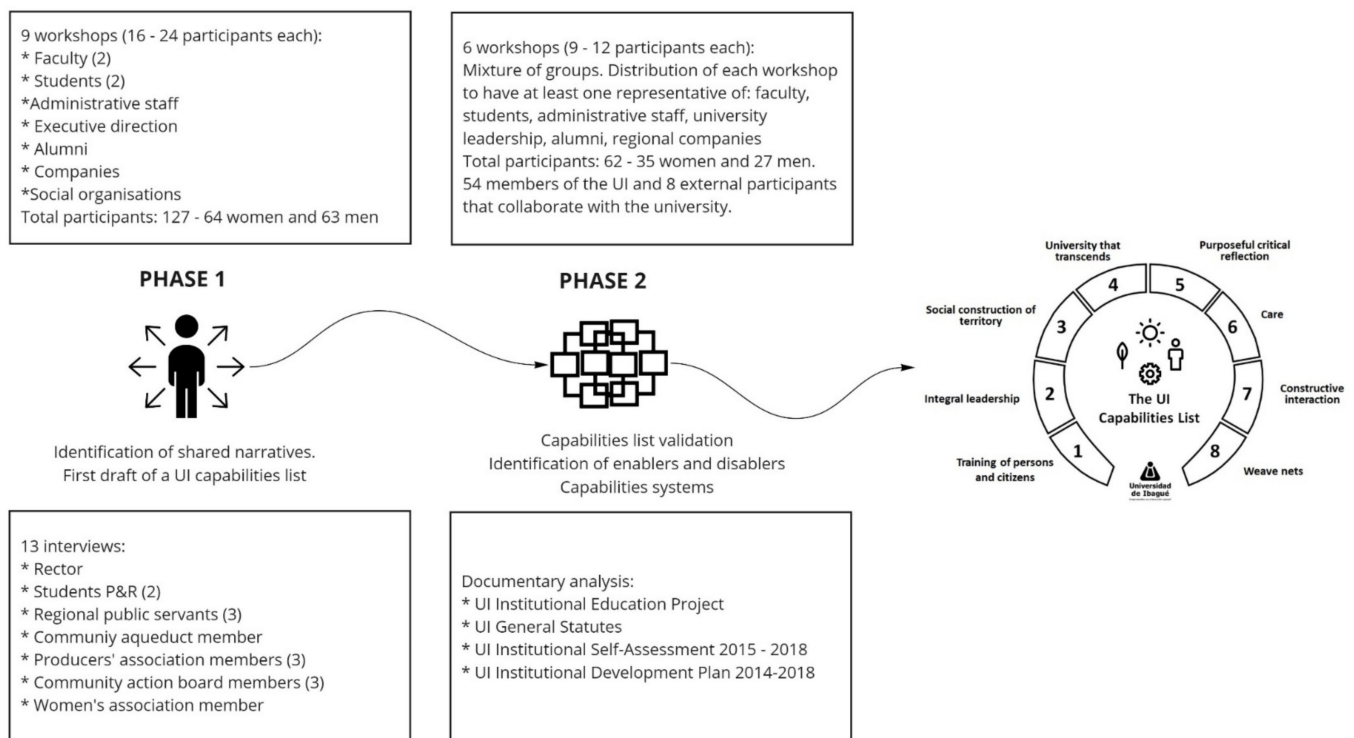 9 workshops (16 - 24 participants each):
* Faculty (2)
* Students (2)
*Administrative staff
* Executive direction
* Alumni
* Companies
*Social organisations
Total participants: 127 - 64 women and 63 men
6 workshops (9 - 12 participants each):
Mixture of groups. Distribution of each workshop
to have at least one representative of: faculty,
students, administrative staff, university
leadership, alumni, regional companies
Total participants: 62 - 35 women and 27 men.
54 members of the UI and 8 external participants
that collaborate with the university.
PHASE 1
Identification of shared narratives.
First draft of a UI capabilities list
PHASE 2
Capabilities list validation
Identification of enablers and disablers
Capabilities systems
13 interviews:
* Rector
* Students P&R (2)
* Regional public servants (3)
* Communiy aqueduct member
* Producers' association members (3)
* Community action board members (3)
* Women's association member
Documentary analysis:
* UI Institutional Education Project
* UI General Statutes
* UI Institutional Self-Assessment 2015 - 2018
* UI Institutional Development Plan 2014-2018
The UI
Capabilities List
1
Training of persons
and citizens
2
Integral leadership
3
Social construction of
territory
4
University that
transcends
5
Purposeful critical
reflection
6
Care
7
Constructive
interaction
8
Weave nets
Universidad
de Ibagué